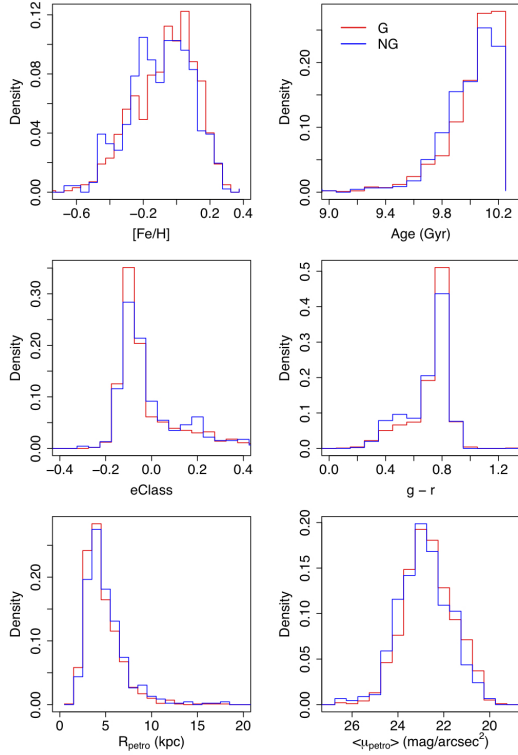 Density
0.00 0.04 0.08 0.12
−0.6 −0.2 0.2 0.4
[Fe/H]
G
NG
Density
0.00 0.10 0.20
9.0 9.4 9.8 10.2
Age (Gyr)
Density
0.00 0.10 0.20 0.30
−0.4 −0.2 0.0 0.2 0.4
eClass
Density
0.0 0.1 0.2 0.3 0.4 0.5
0.0 0.4 0.8 1.2
g − r
Density
0.00 0.10 0.20
0 5 10 15 20
Rpetro (kpc)
Density
0.00 0.05 0.10 0.15 0.20
26 24 22 20
<μpetro> (mag/arcsec²)